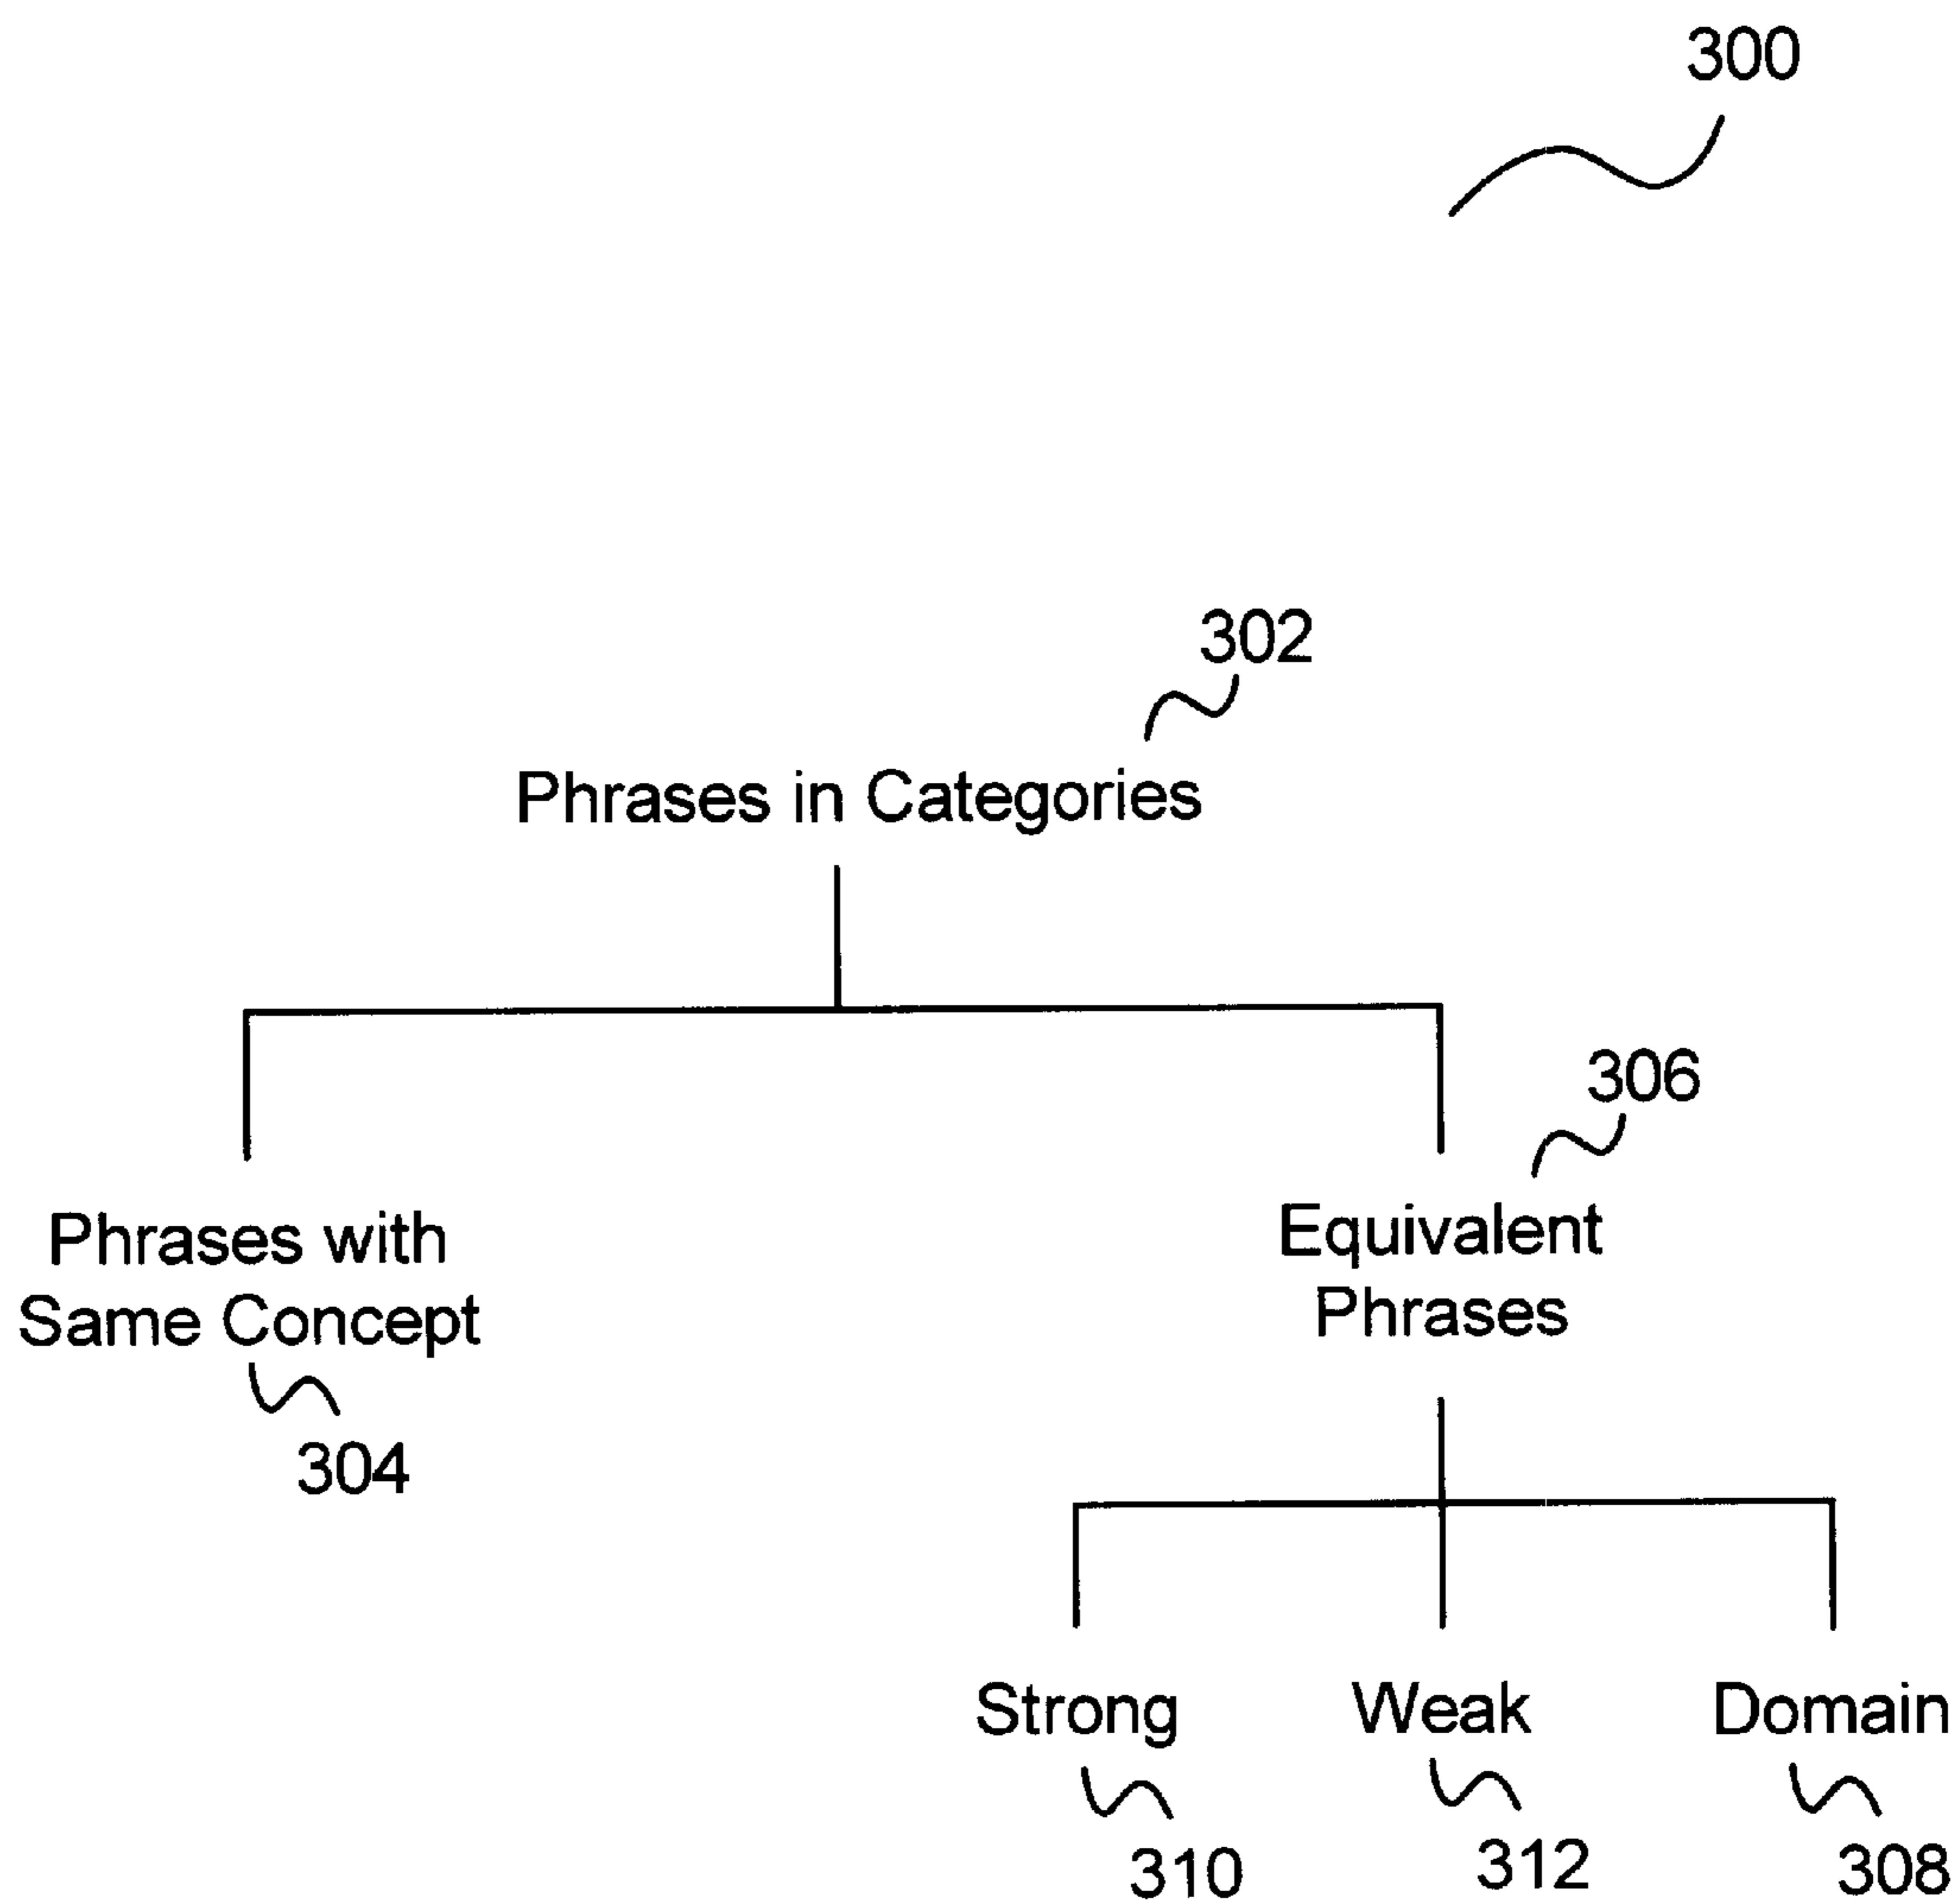 300
302
Phrases in Categories
306
Phrases with
Same Concept
304
Equivalent
Phrases
Strong
Weak
Domain
310
312
308